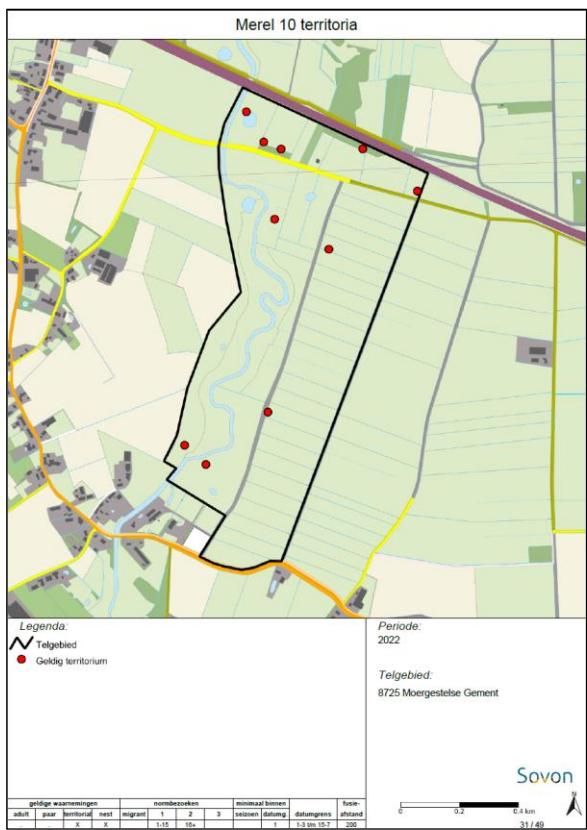 Merel 10 territoria
Legenda:
Telgebied
Geldig territorium
Periode:
2022
Telgebied:
8725 Moergestelse Gement
Sovon
geldige waarnemingen normbezoeken minimaal binnen fusie-
adult paar territoriaal nest migrant 1 2 3 seizoen datumg. datumgrens afstand
. . X X 1-15 16+ 1 1-3 t/m 15-7 200
0 0.2 0.4 km
N
31 / 49